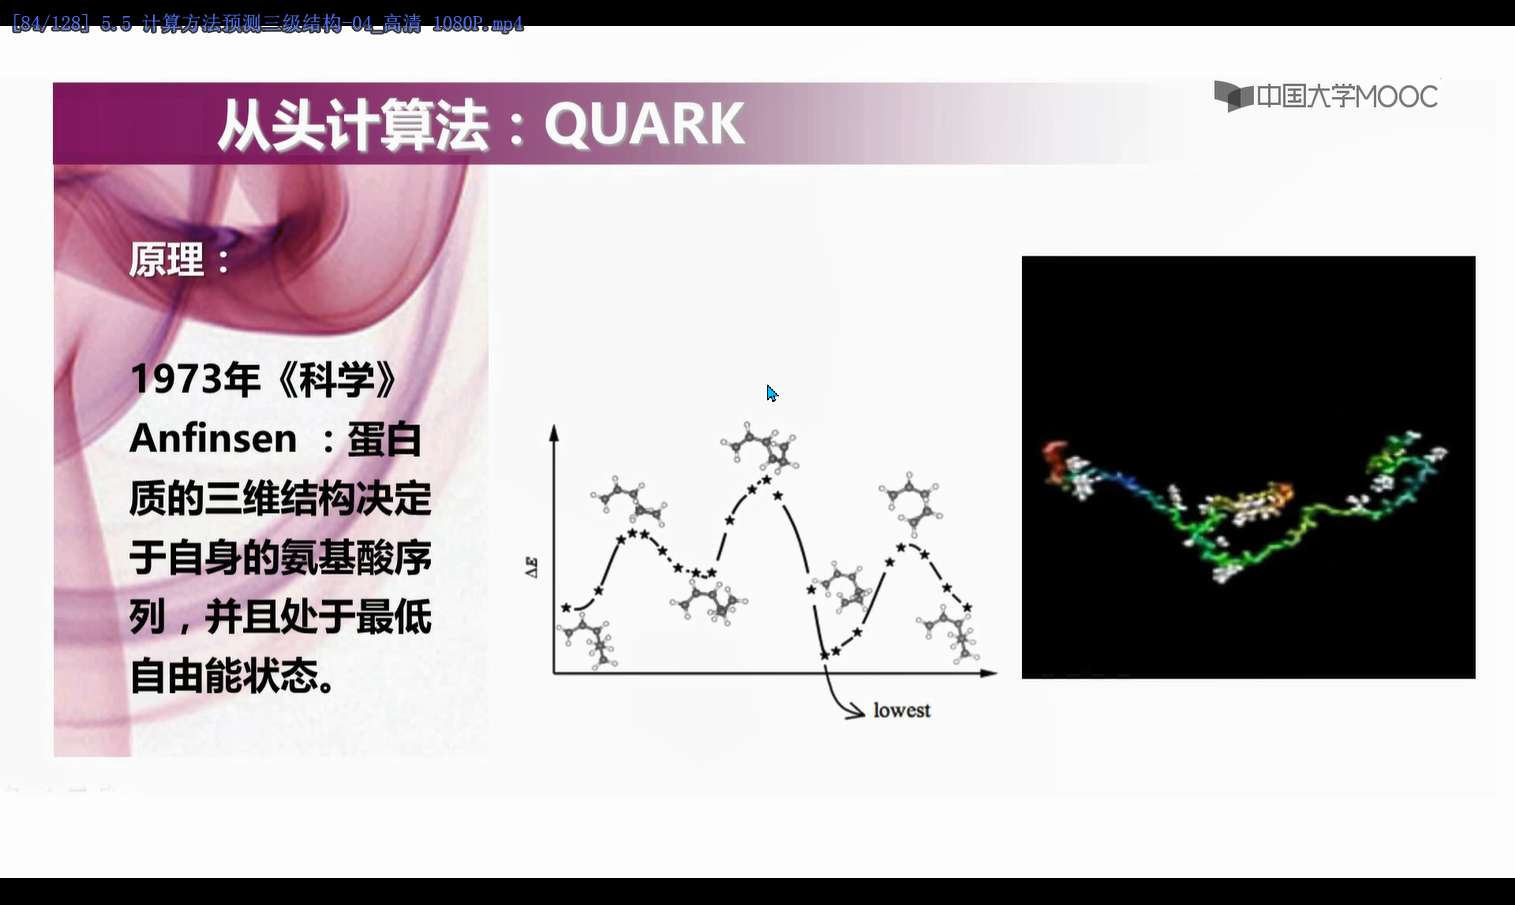 [84/128] 5.5 计算方法预测三级结构-04_高清 1080P.mp4
中国大学MOOC
从头计算法：QUARK
原理：
1973年《科学》
Anfinsen ：蛋白
质的三维结构决定
于自身的氨基酸序
列，并且处于最低
自由能状态。
ΔE
lowest